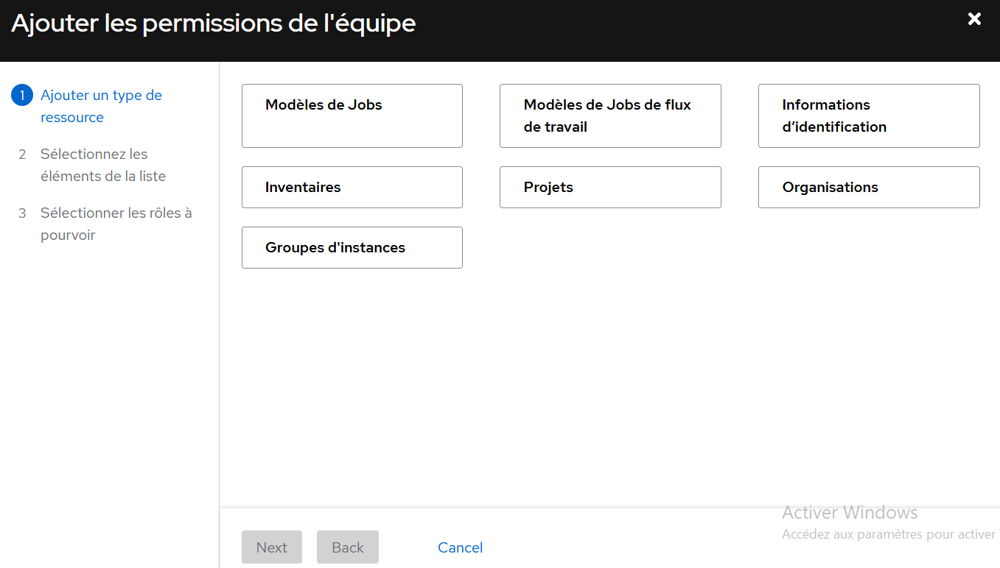 Ajouter les permissions de l'équipe
1 Ajouter un type de
ressource
2 Sélectionnez les
éléments de la liste
3 Sélectionner les rôles à
pourvoir
Modèles de Jobs
Modèles de Jobs de flux
de travail
Informations
d’identification
Inventaires
Projets
Organisations
Groupes d'instances
Next
Back
Cancel
Activer Windows
Accédez aux paramètres pour activer